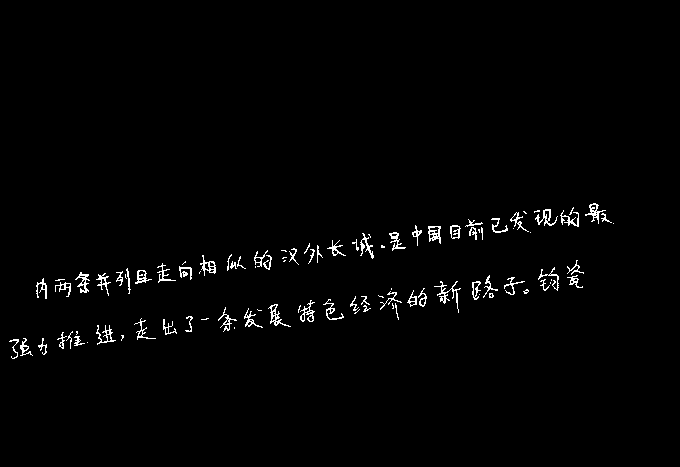 内两条并列且走向相似的汉外长城.是中国目前已发现的最
强力推进,走出了一条发展特色经济的新路子。钧瓷